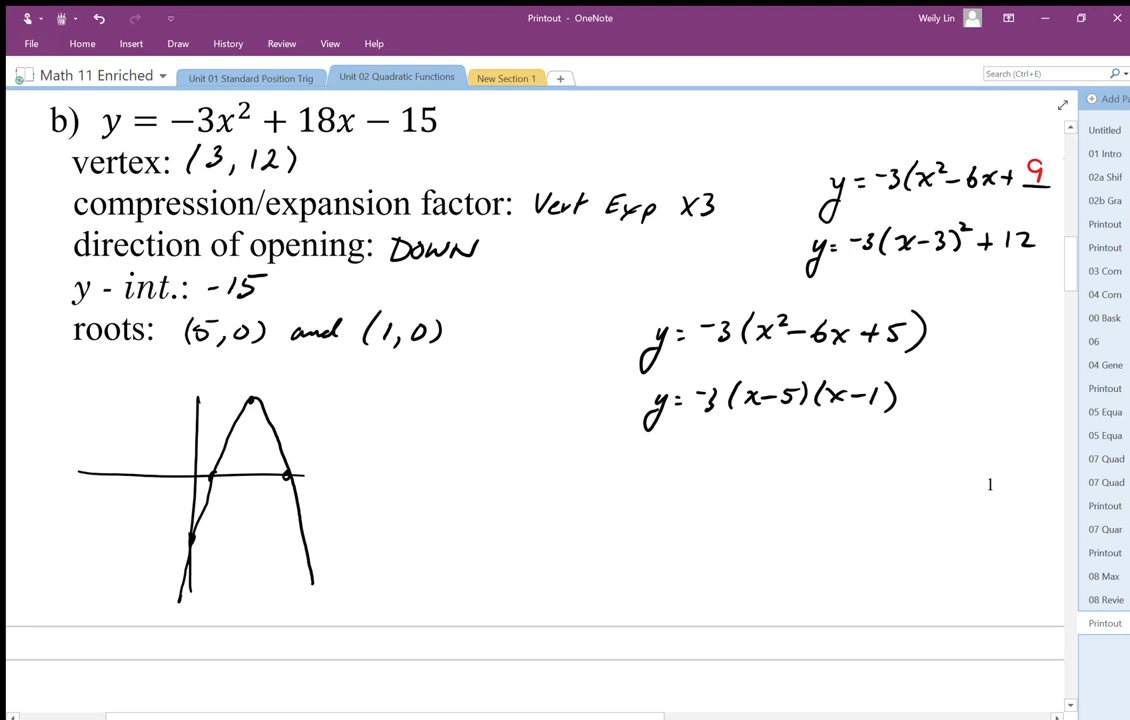 Printout - OneNote
Weily Lin
File Home Insert Draw History Review View Help
Math 11 Enriched
Unit 01 Standard Position Trig
Unit 02 Quadratic Functions
New Section 1
Search (Ctrl+E)
b) y = −3x² + 18x − 15
vertex: (3, 12)
compression/expansion factor: Vert Exp x3
direction of opening: DOWN
y - int.: -15
roots: (5, 0) and (1, 0)
y = -3(x² - 6x + 9
y = -3(x - 3)² + 12
y = -3(x² - 6x + 5)
y = -3(x - 5)(x - 1)
1
Add Pa
Untitled
01 Intro
02a Shif
02b Gra
Printout
Printout
03 Com
04 Com
00 Bask
06
04 Gene
Printout
05 Equa
05 Equa
07 Quad
07 Quad
Printout
07 Quar
Printout
08 Max
08 Revie
Printout